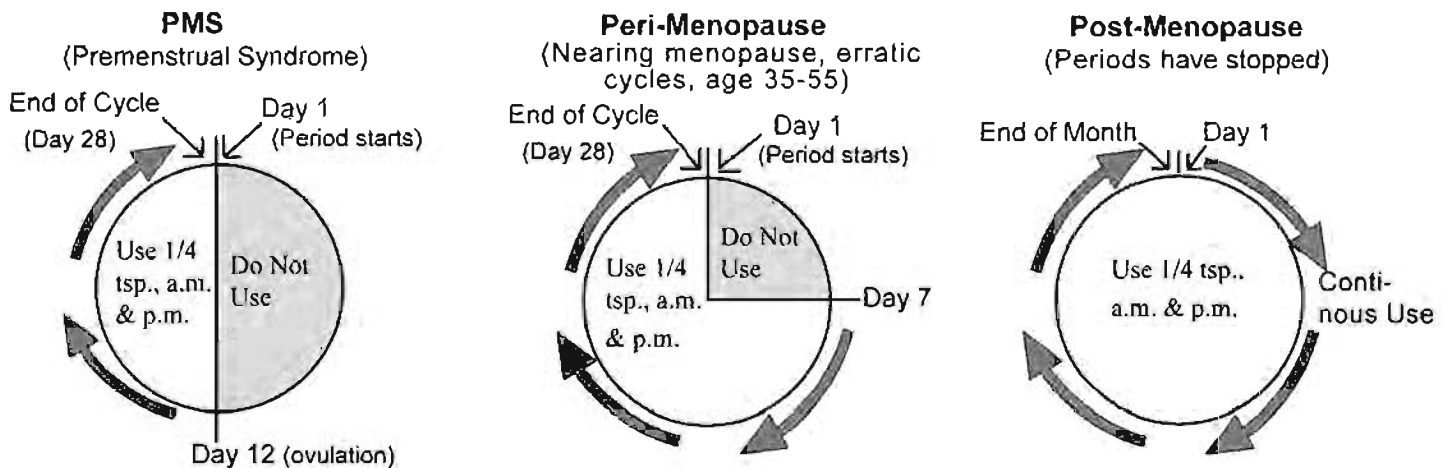 PMS
(Premenstrual Syndrome)
End of Cycle
(Day 28)
Day 1
(Period starts)
Use 1/4
tsp., a.m.
& p.m.
Do Not
Use
Day 12 (ovulation)
Peri-Menopause
(Nearing menopause, erratic
cycles, age 35-55)
End of Cycle
(Day 28)
Day 1
(Period starts)
Do Not
Use
Use 1/4
tsp., a.m.
& p.m.
Day 7
Post-Menopause
(Periods have stopped)
End of Month
Day 1
Use 1/4 tsp..
a.m. & p.m.
Conti-
nous Use